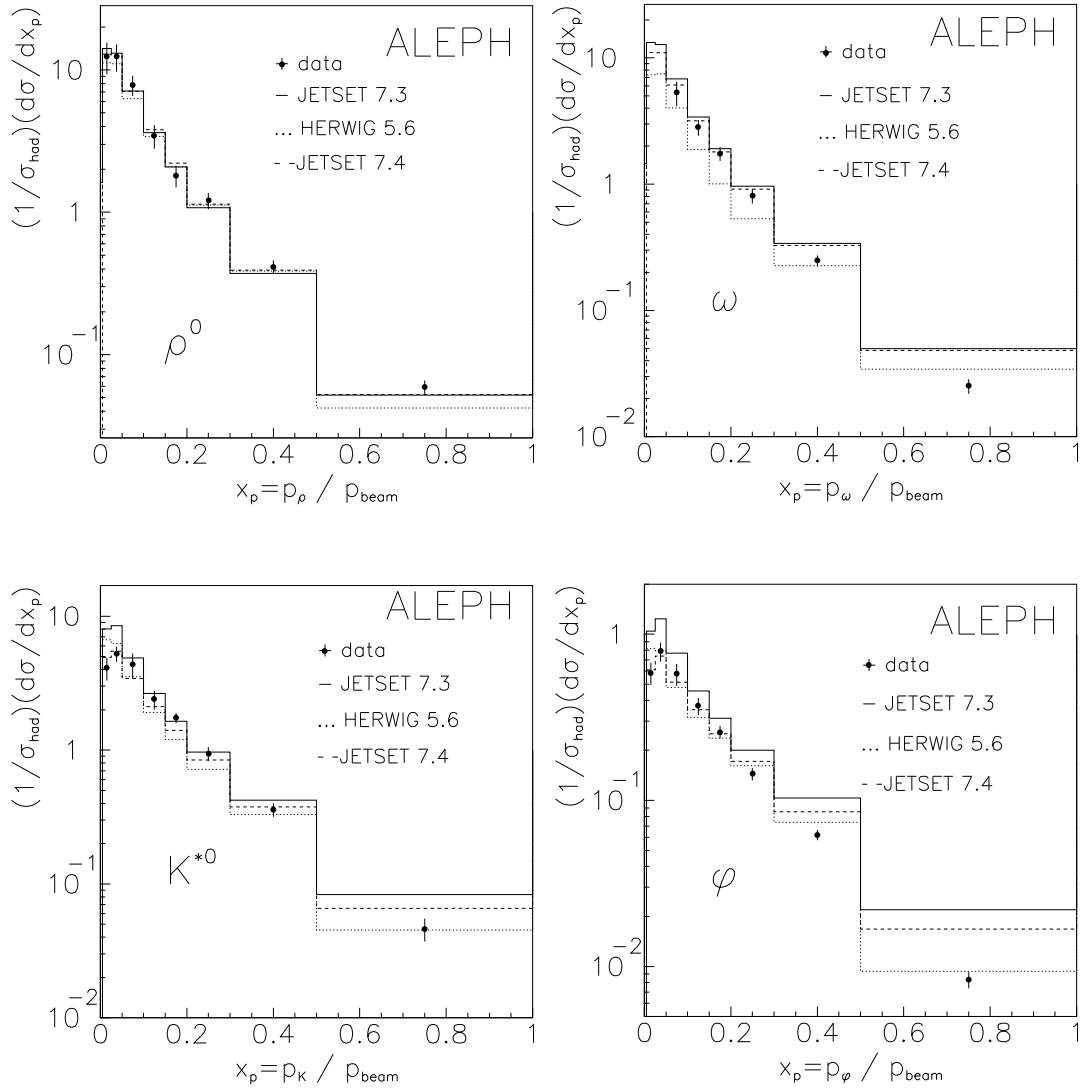 ALEPH
data
JETSET 7.3
... HERWIG 5.6
- -JETSET 7.4
(1/σhad)(dσ/dxp)
10
1
10⁻¹
ρ⁰
0 0.2 0.4 0.6 0.8 1
xp=pρ / pbeam
ALEPH
data
JETSET 7.3
... HERWIG 5.6
- -JETSET 7.4
(1/σhad)(dσ/dxp)
10
1
10⁻¹
10⁻²
ω
0 0.2 0.4 0.6 0.8 1
xp=pω / pbeam
ALEPH
data
JETSET 7.3
... HERWIG 5.6
- -JETSET 7.4
(1/σhad)(dσ/dxp)
10
1
10⁻¹
10⁻²
K*⁰
0 0.2 0.4 0.6 0.8 1
xp=pK / pbeam
ALEPH
data
JETSET 7.3
... HERWIG 5.6
- -JETSET 7.4
(1/σhad)(dσ/dxp)
1
10⁻¹
10⁻²
φ
0 0.2 0.4 0.6 0.8 1
xp=pφ / pbeam